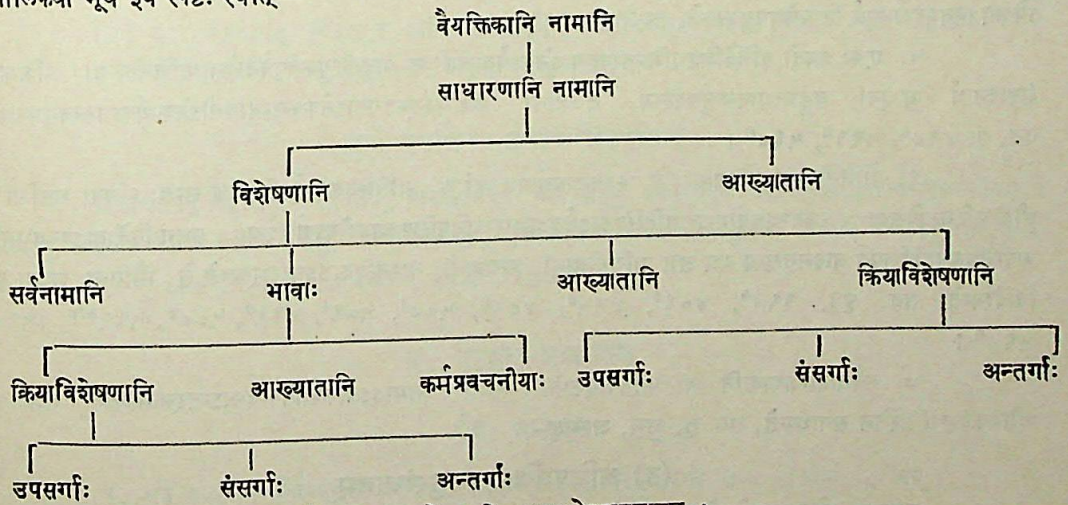 वैयक्तिकानि नामानि
साधारणानि नामानि
विशेषणानि आख्यातानि
सर्वनामानि भावाः आख्यातानि क्रियाविशेषणानि
क्रियाविशेषणानि आख्यातानि कर्मप्रवचनीयाः उपसर्गाः संसर्गाः अन्तर्गाः
उपसर्गाः संसर्गाः अन्तर्गाः